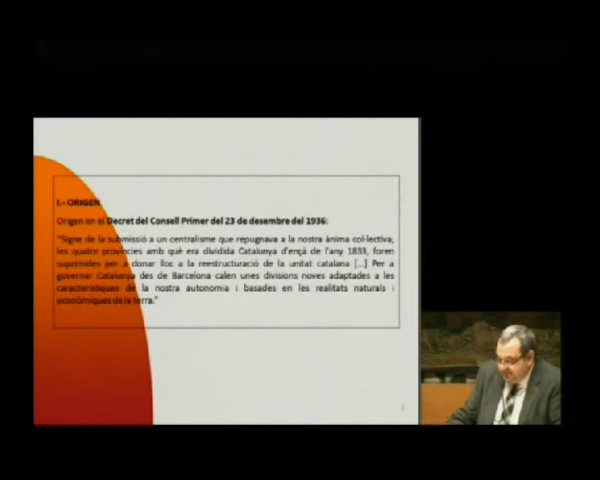 I.- ORIGEN
Origen en el Decret del Consell Primer del 23 de desembre del 1936:
"Signe de la submissió a un centralisme que repugnava a la nostra ànima col·lectiva,
les quatre províncies amb què era dividida Catalunya d'ençà de l'any 1833, foren
suprimides per a donar lloc a la reestructuració de la unitat catalana [...] Per a
governar Catalunya des de Barcelona calen unes divisions noves adaptades a les
característiques de la nostra autonomia i basades en les realitats naturals i
econòmiques de la terra."